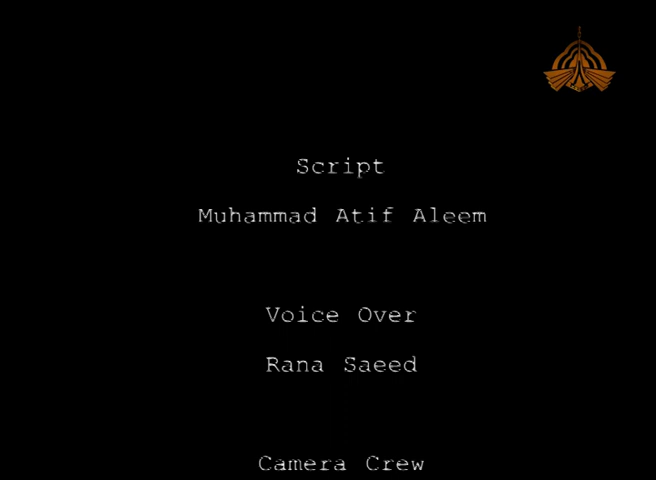 Script
Muhammad Atif Aleem
Voice Over
Rana Saeed
Camera Crew